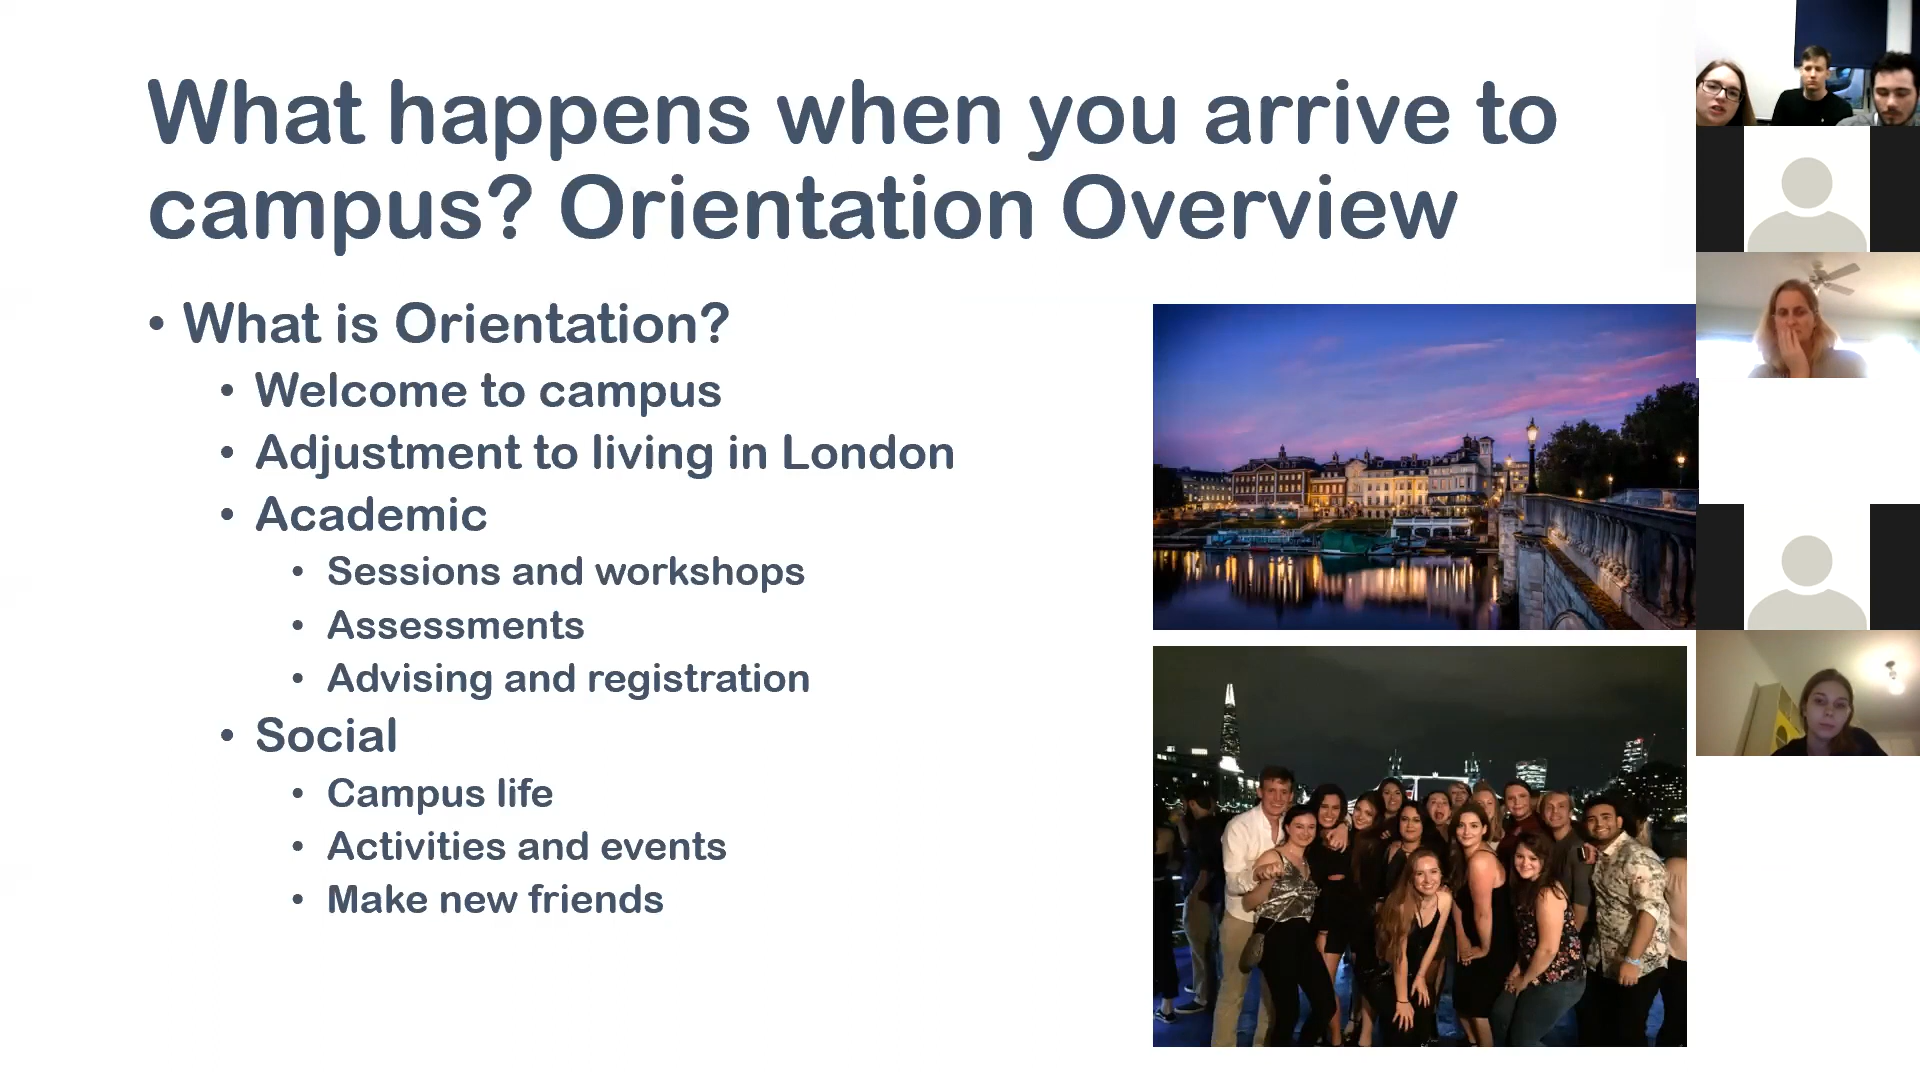 What happens when you arrive to
campus? Orientation Overview
• What is Orientation?
• Welcome to campus
• Adjustment to living in London
• Academic
• Sessions and workshops
• Assessments
• Advising and registration
• Social
• Campus life
• Activities and events
• Make new friends